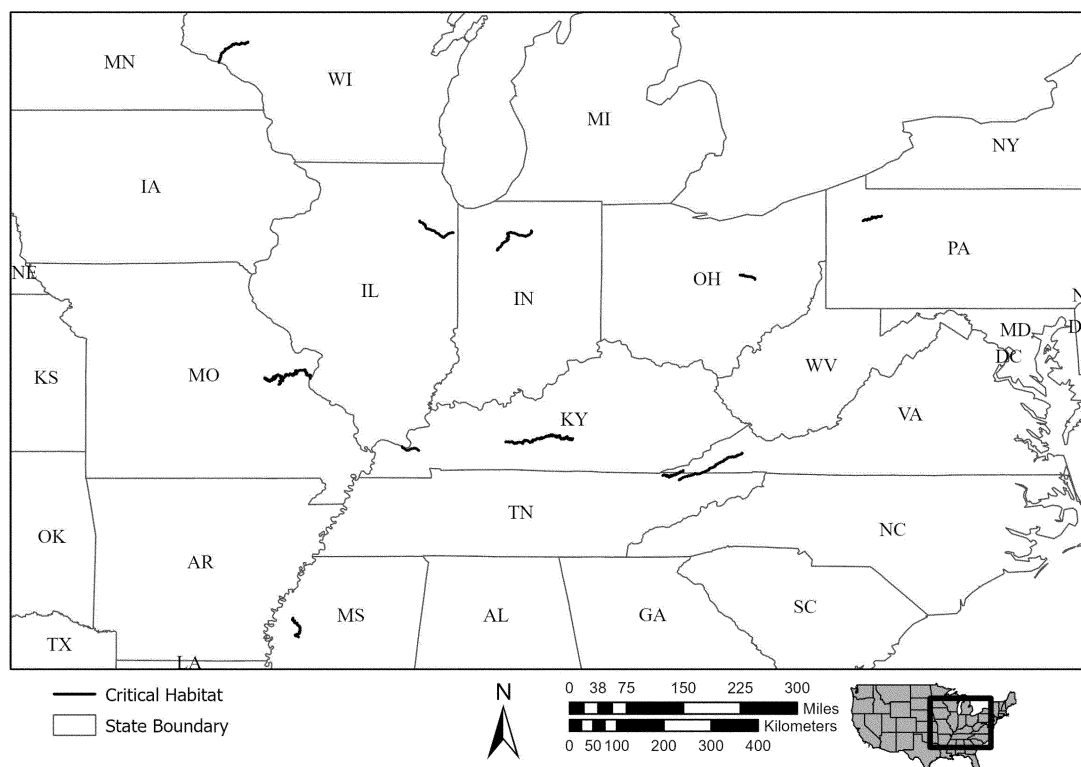 MN
WI
MI
NY
IA
PA
NE
IL
IN
OH
N
MD
D
DC
KS
MO
WV
VA
KY
OK
TN
NC
AR
MS
AL
GA
SC
TX
LA
Critical Habitat
State Boundary
N
0 38 75 150 225 300
Miles
Kilometers
0 50 100 200 300 400